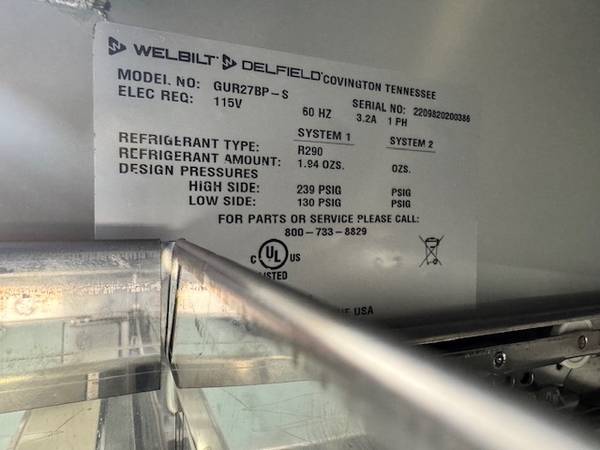 WELBILT DELFIELD COVINGTON TENNESSEE
MODEL NO: GUR27BP-S
SERIAL NO: 2209820200386
ELEC REQ: 115V 60 HZ 3.2A 1 PH
SYSTEM 1 SYSTEM 2
REFRIGERANT TYPE: R290
REFRIGERANT AMOUNT: 1.94 OZS. OZS.
DESIGN PRESSURES
HIGH SIDE: 239 PSIG PSIG
LOW SIDE: 130 PSIG PSIG
FOR PARTS OR SERVICE PLEASE CALL:
800-733-8829
C UL US
LISTED
USA